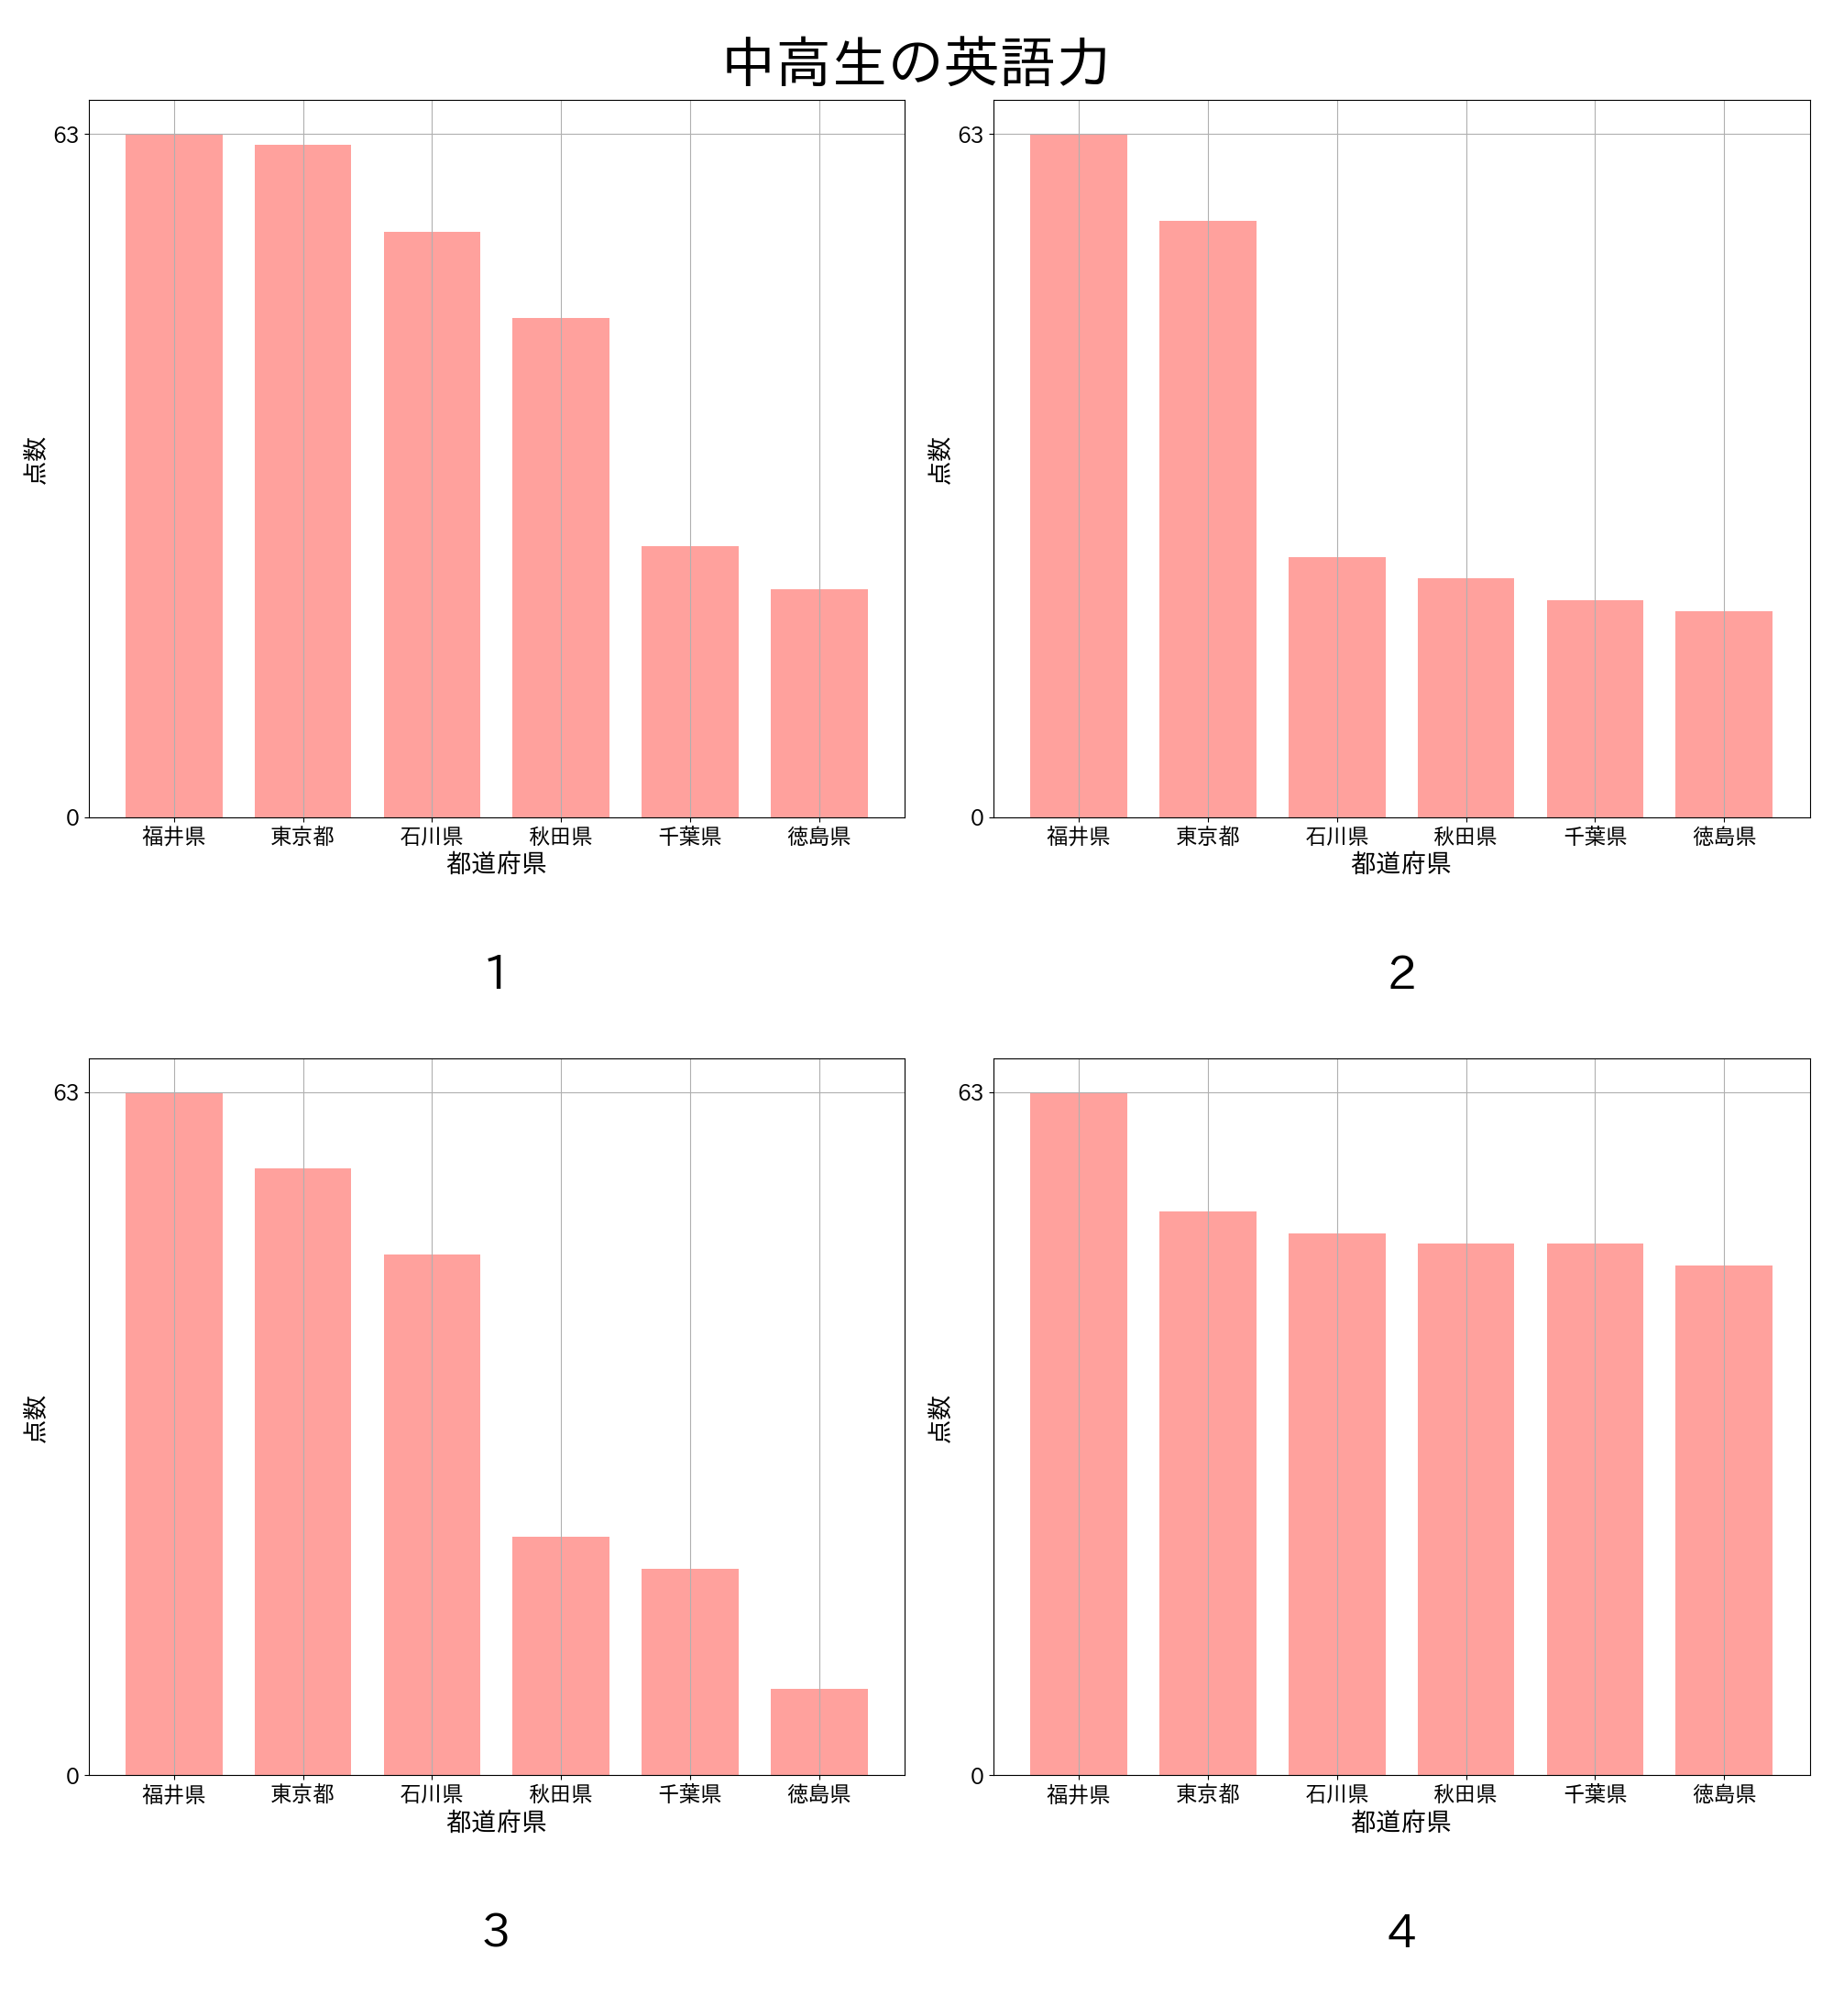 中高生の英語力
63
点数
0
福井県 東京都 石川県 秋田県 千葉県 徳島県
都道府県
1
63
点数
0
福井県 東京都 石川県 秋田県 千葉県 徳島県
都道府県
2
63
点数
0
福井県 東京都 石川県 秋田県 千葉県 徳島県
都道府県
3
63
点数
0
福井県 東京都 石川県 秋田県 千葉県 徳島県
都道府県
4